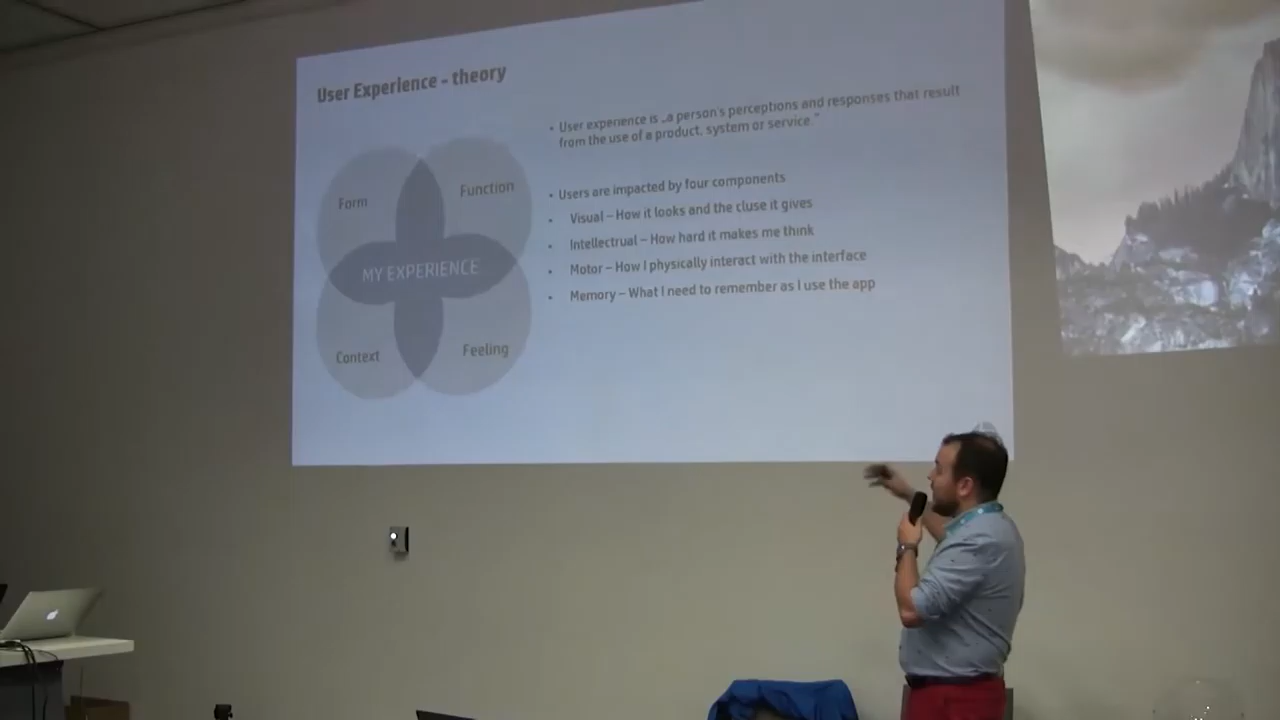 User Experience - theory
• User experience is „a person's perceptions and responses that result
from the use of a product, system or service."
• Users are impacted by four components
• Visual – How it looks and the cluse it gives
• Intellectrual – How hard it makes me think
• Motor – How I physically interact with the interface
• Memory – What I need to remember as I use the app
Form
Function
MY EXPERIENCE
Context
Feeling